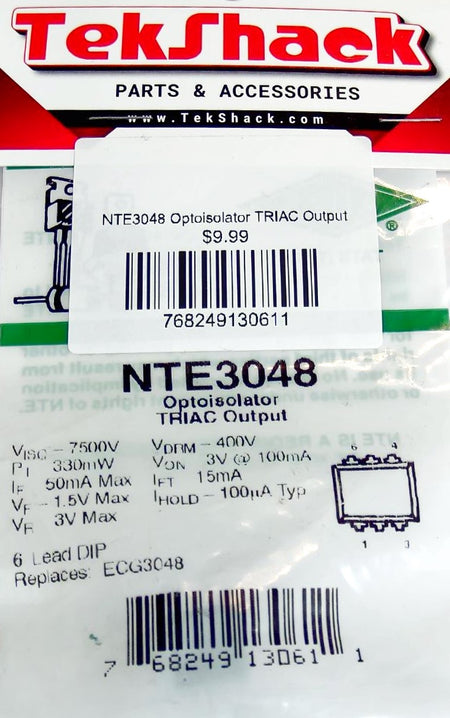 TekShack
PARTS & ACCESSORIES
www.TekShack.com
NTE3048 Optoisolator TRIAC Output
$9.99
768249130611
®
NTE3048
Optoisolator
TRIAC Output
VISO – 7500V
PT 330mW
IF 50mA Max
VF – 1.5V Max
VR 3V Max
VDRM – 400V
VON 3V @ 100mA
IFT 15mA
IHOLD – 100µA Typ
6 4
1 3
6 Lead DIP
Replaces: ECG3048
7 68249 13061 1